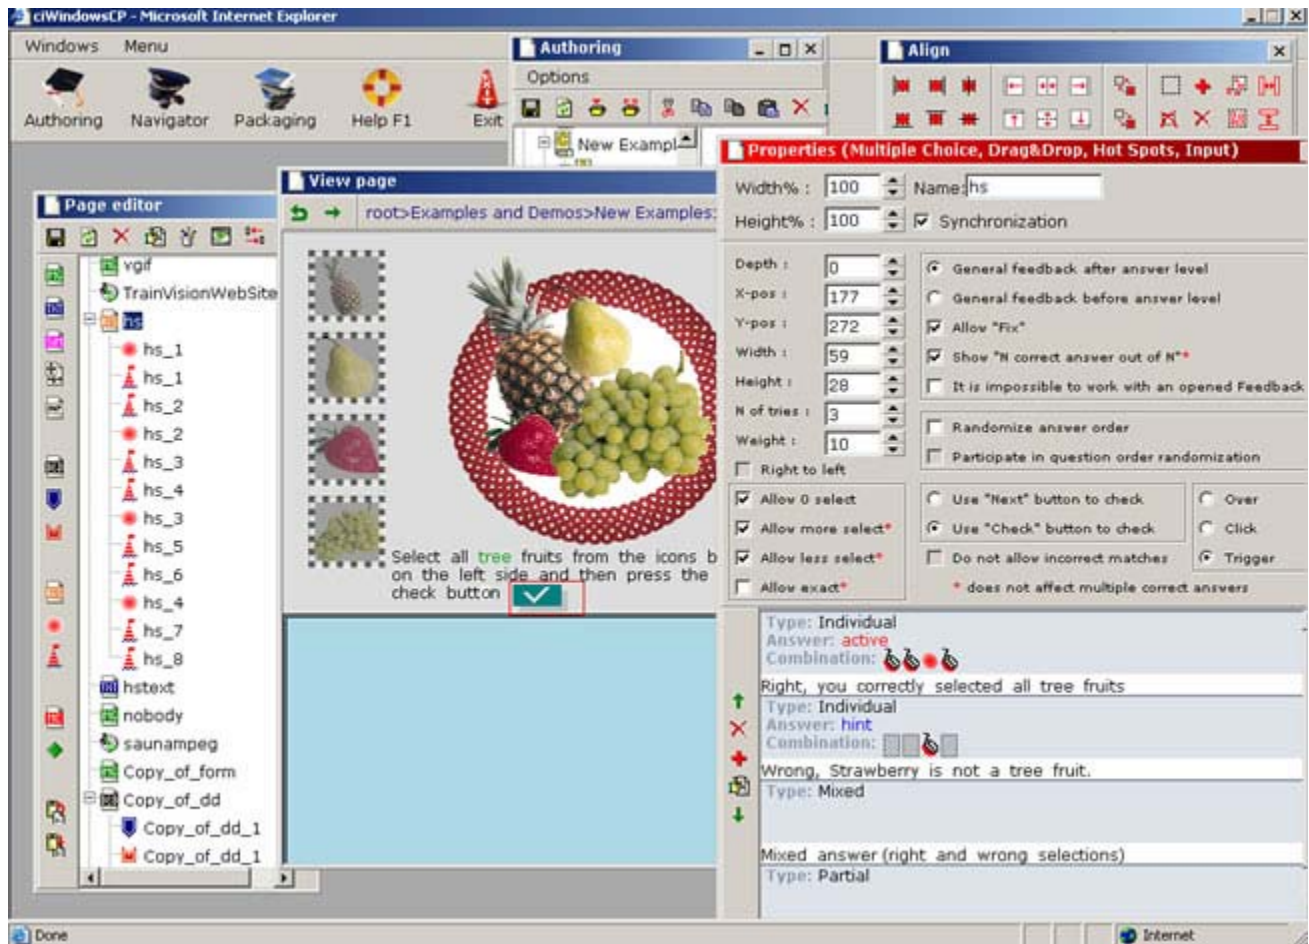 ciWindowsCP - Microsoft Internet Explorer
Windows Menu
Authoring
Navigator
Packaging
Help F1
Exit
Authoring
Options
New Exampl
Align
Page editor
vgif
TrainVisionWebSite
hs
hs_1
hs_1
hs_2
hs_2
hs_3
hs_4
hs_3
hs_5
hs_6
hs_4
hs_7
hs_8
hstext
nobody
saunampeg
Copy_of_form
Copy_of_dd
Copy_of_dd_1
Copy_of_dd_1
View page
root>Examples and Demos>New Examples:
Select all tree fruits from the icons b
on the left side and then press the
check button
Properties (Multiple Choice, Drag&Drop, Hot Spots, Input)
Width% : 100 Name: hs
Height% : 100 Synchronization
Depth : 0
X-pos : 177
Y-pos : 272
Width : 59
Height : 28
N of tries : 3
Weight : 10
Right to left
General feedback after answer level
General feedback before answer level
Allow "Fix"
Show "N correct answer out of N"*
It is impossible to work with an opened Feedback
Randomize answer order
Participate in question order randomization
Allow 0 select
Allow more select*
Allow less select*
Allow exact*
Use "Next" button to check
Use "Check" button to check
Do not allow incorrect matches
* does not affect multiple correct answers
Over
Click
Trigger
Type: Individual
Answer: active
Combination:
Right, you correctly selected all tree fruits
Type: Individual
Answer: hint
Combination:
Wrong, Strawberry is not a tree fruit.
Type: Mixed
Mixed answer (right and wrong selections)
Type: Partial
Done
Internet